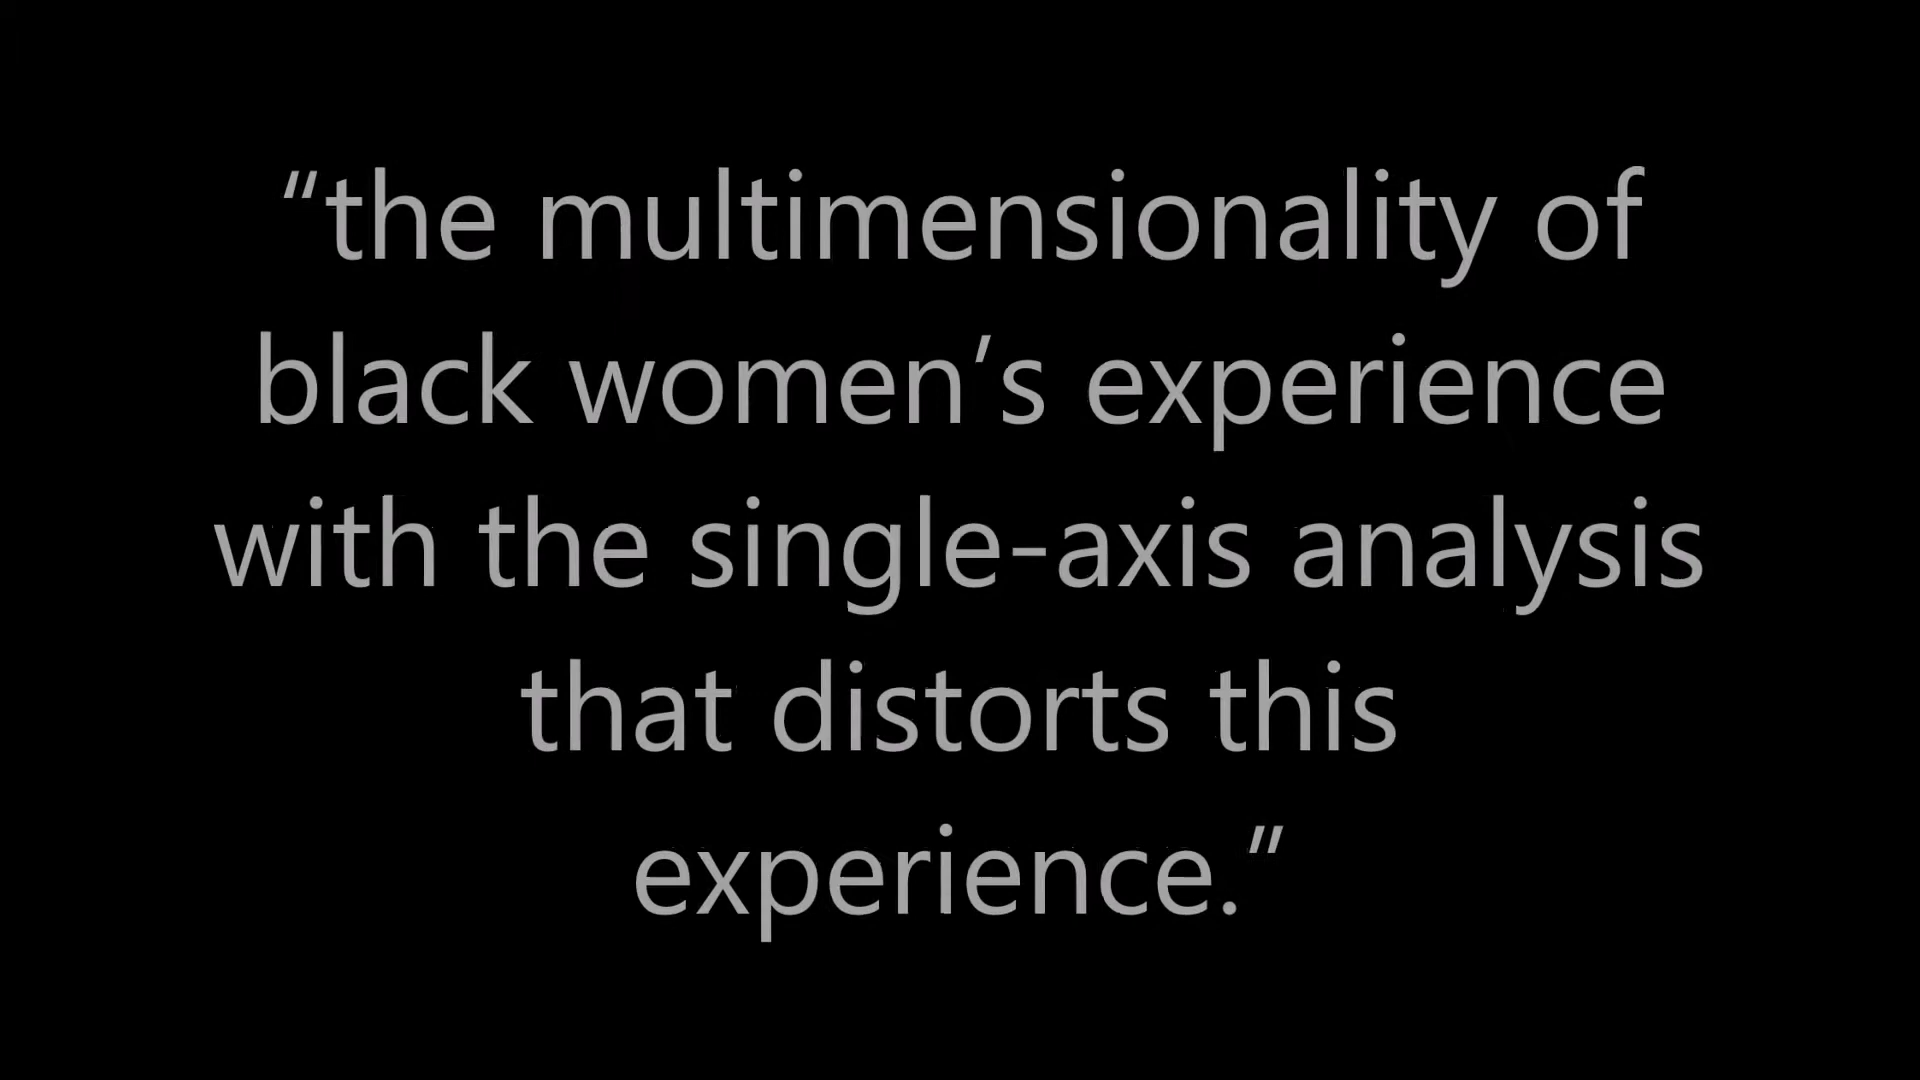 “the multimensionality of
black women’s experience
with the single-axis analysis
that distorts this
experience.”